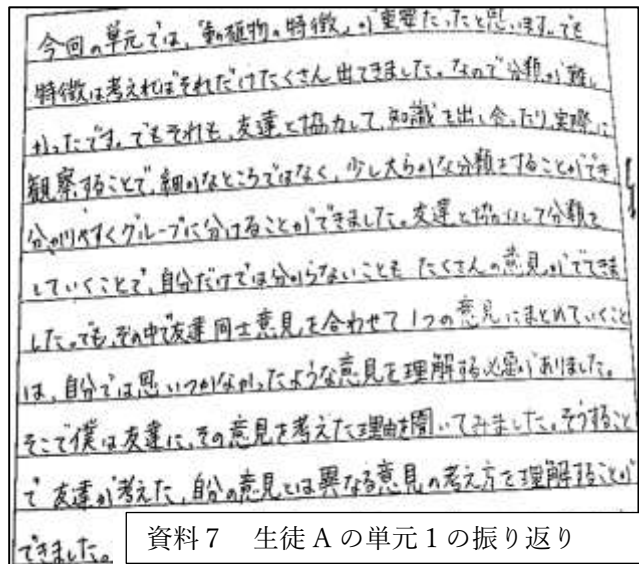 今回の単元では、「動植物の特徴」が重要だったと思います。でも
特徴は考えればそれだけたくさん出てきました。なので分類が難し
かったです。でもそれも、友達と協力して、知識を出し合ったり、実際に
観察することで、細かなところではなく、少し大らかな分類をすることができ
分かりやすくグループに分けることができました。友達と協力して分類を
していくことで、自分だけでは分からないことも たくさんの意見がでてきま
した。でも、その中で友達同士意見を合わせて1つの意見にまとめていくこと
は、自分では思いつかなかったような意見を理解する必要がありました。
そこで僕は友達に、その意見を考えた理由を聞いてみました。そうすること
で 友達が考えた、自分の意見とは異なる意見の考え方を理解することが
できました。
資料7 生徒Aの単元1の振り返り